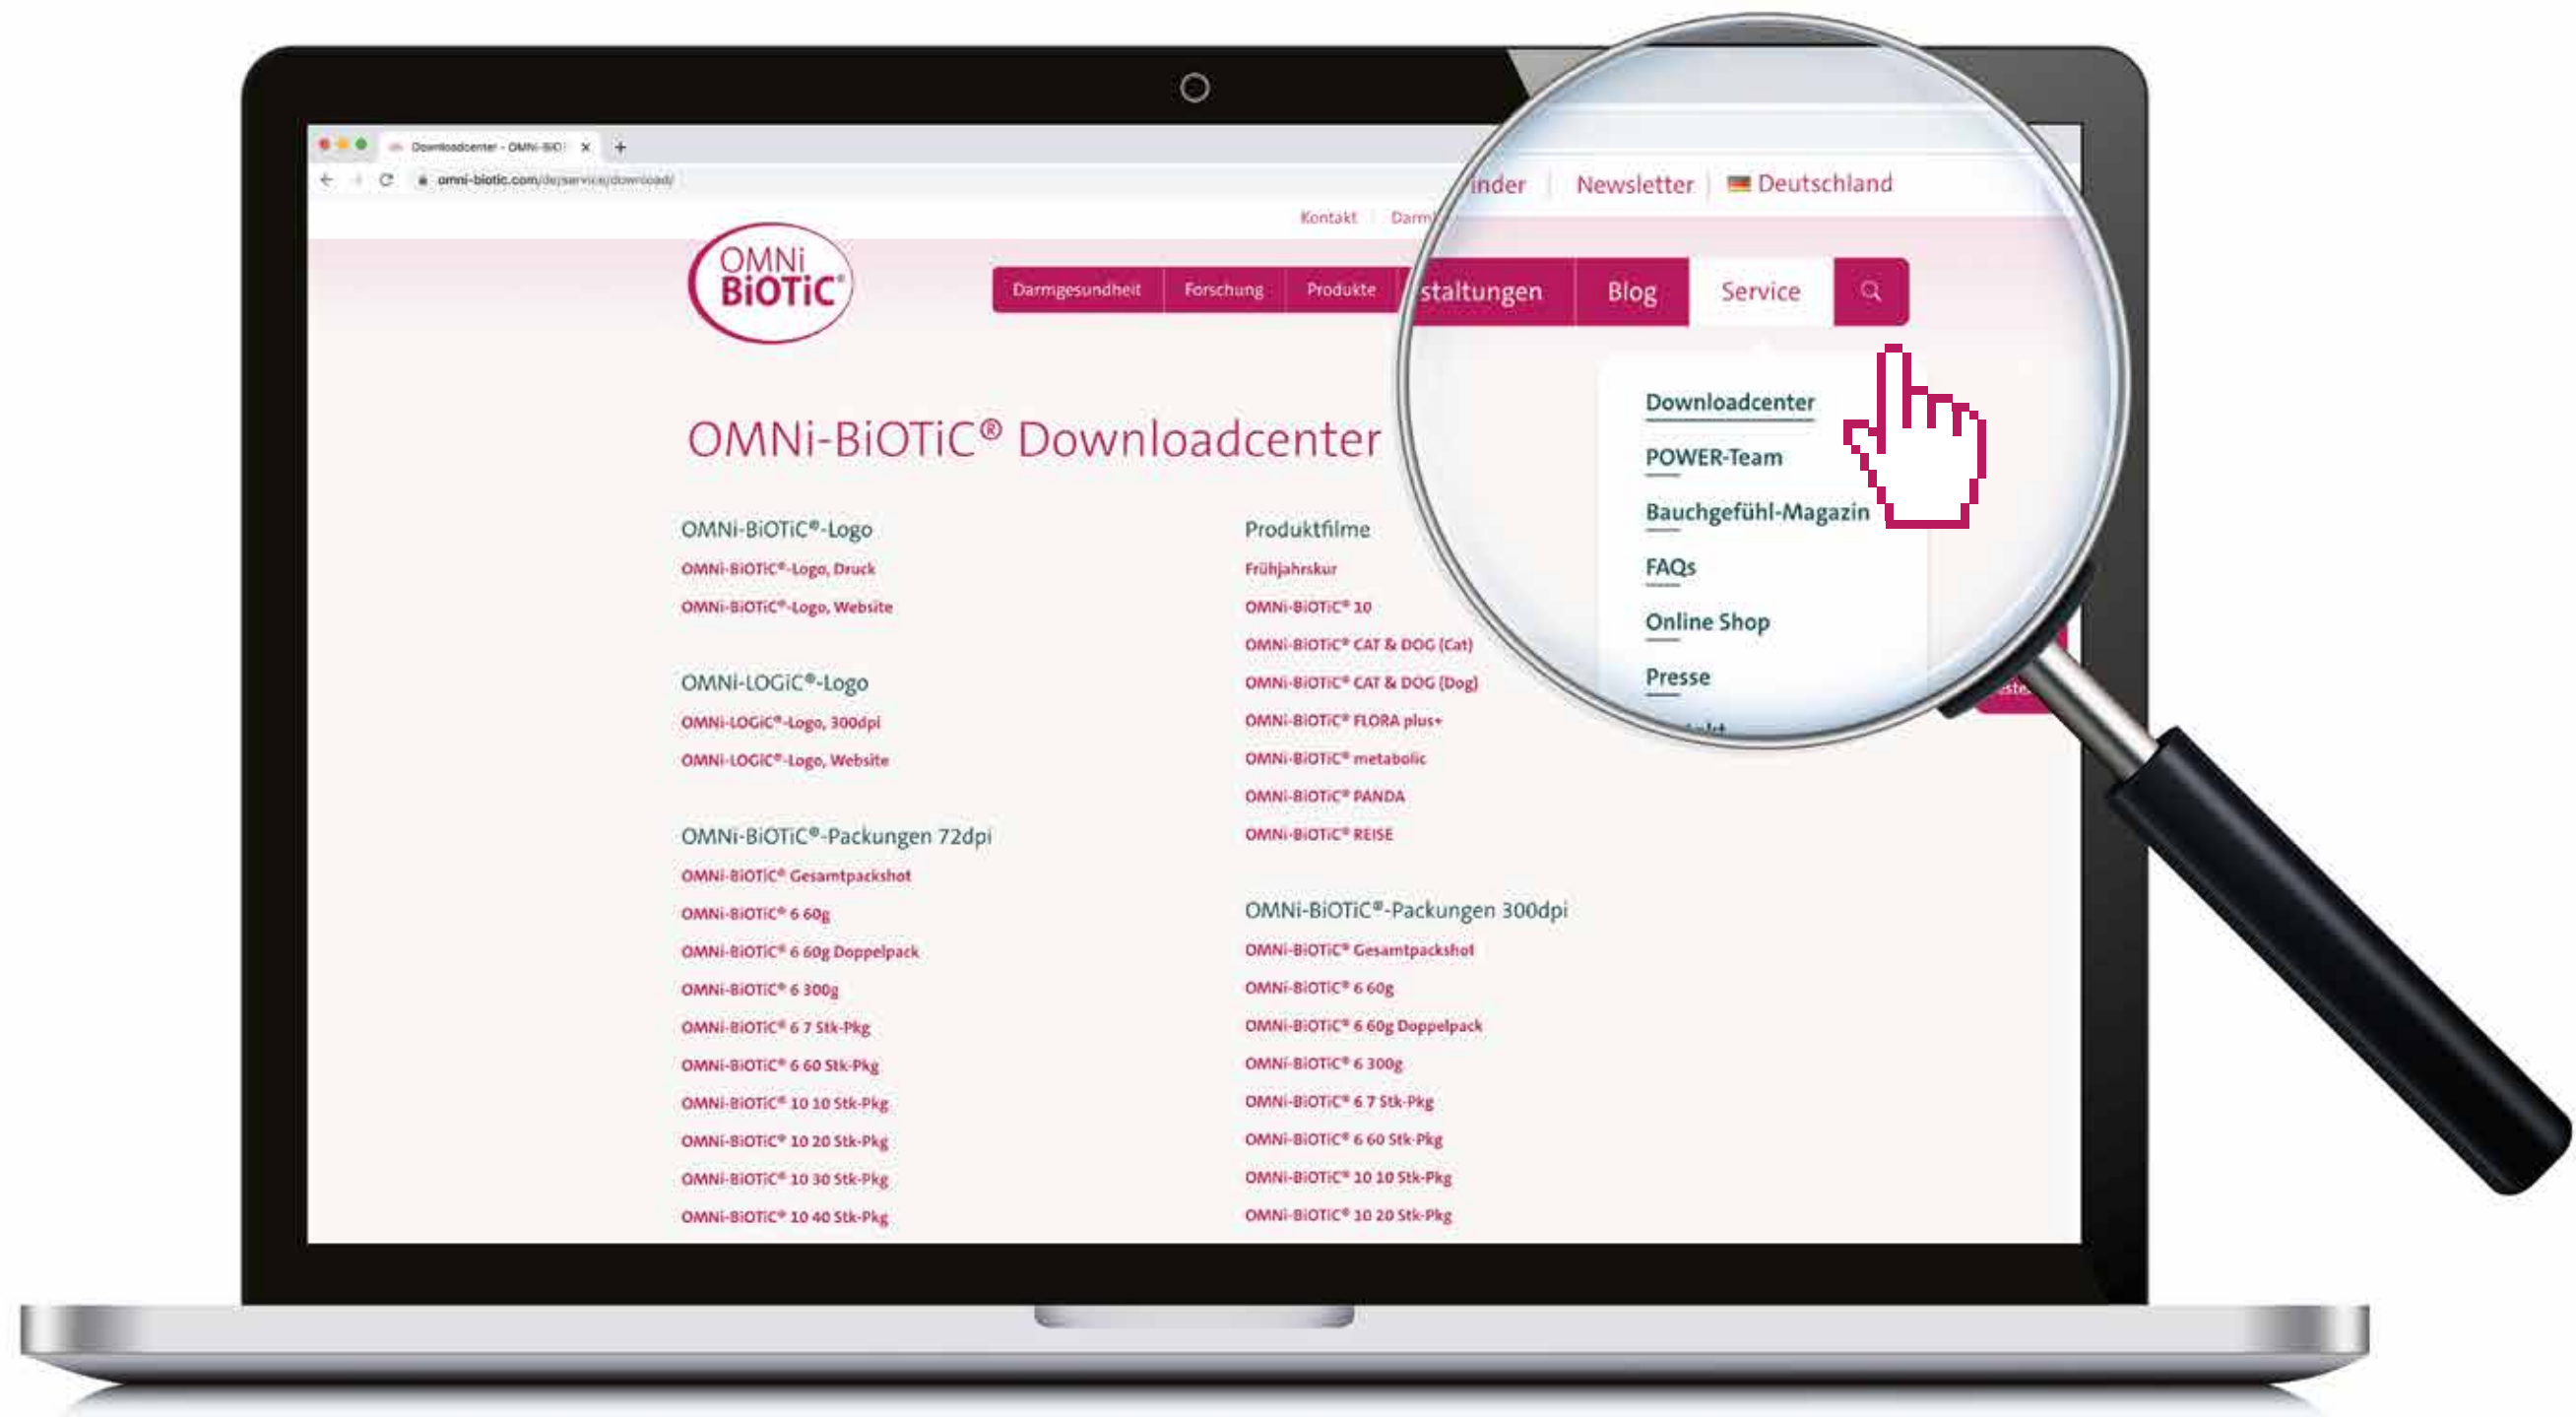 Downloadcenter - OMNi-BiO
omni-biotic.com/de/service/download/
Kontakt
inder
Newsletter
Deutschland
OMNi
BiOTiC®
Darmgesundheit
Forschung
Produkte
staltungen
Blog
Service
Downloadcenter
POWER-Team
Bauchgefühl-Magazin
FAQs
Online Shop
Presse
OMNi-BiOTiC® Downloadcenter
OMNi-BiOTiC®-Logo
OMNi-BiOTiC®-Logo, Druck
OMNi-BiOTiC®-Logo, Website
OMNi-LOGiC®-Logo
OMNi-LOGiC®-Logo, 300dpi
OMNi-LOGiC®-Logo, Website
OMNi-BiOTiC®-Packungen 72dpi
OMNi-BiOTiC® Gesamtpackshot
OMNi-BiOTiC® 6 60g
OMNi-BiOTiC® 6 60g Doppelpack
OMNi-BiOTiC® 6 300g
OMNi-BiOTiC® 6 7 Stk-Pkg
OMNi-BiOTiC® 6 60 Stk-Pkg
OMNi-BiOTiC® 10 10 Stk-Pkg
OMNi-BiOTiC® 10 20 Stk-Pkg
OMNi-BiOTiC® 10 30 Stk-Pkg
OMNi-BiOTiC® 10 40 Stk-Pkg
Produktfilme
Frühjahrskur
OMNi-BiOTiC® 10
OMNi-BiOTiC® CAT & DOG (Cat)
OMNi-BiOTiC® CAT & DOG (Dog)
OMNi-BiOTiC® FLORA plus+
OMNi-BiOTiC® metabolic
OMNi-BiOTiC® PANDA
OMNi-BiOTiC® REISE
OMNi-BiOTiC®-Packungen 300dpi
OMNi-BiOTiC® Gesamtpackshot
OMNi-BiOTiC® 6 60g
OMNi-BiOTiC® 6 60g Doppelpack
OMNi-BiOTiC® 6 300g
OMNi-BiOTiC® 6 7 Stk-Pkg
OMNi-BiOTiC® 6 60 Stk-Pkg
OMNi-BiOTiC® 10 10 Stk-Pkg
OMNi-BiOTiC® 10 20 Stk-Pkg